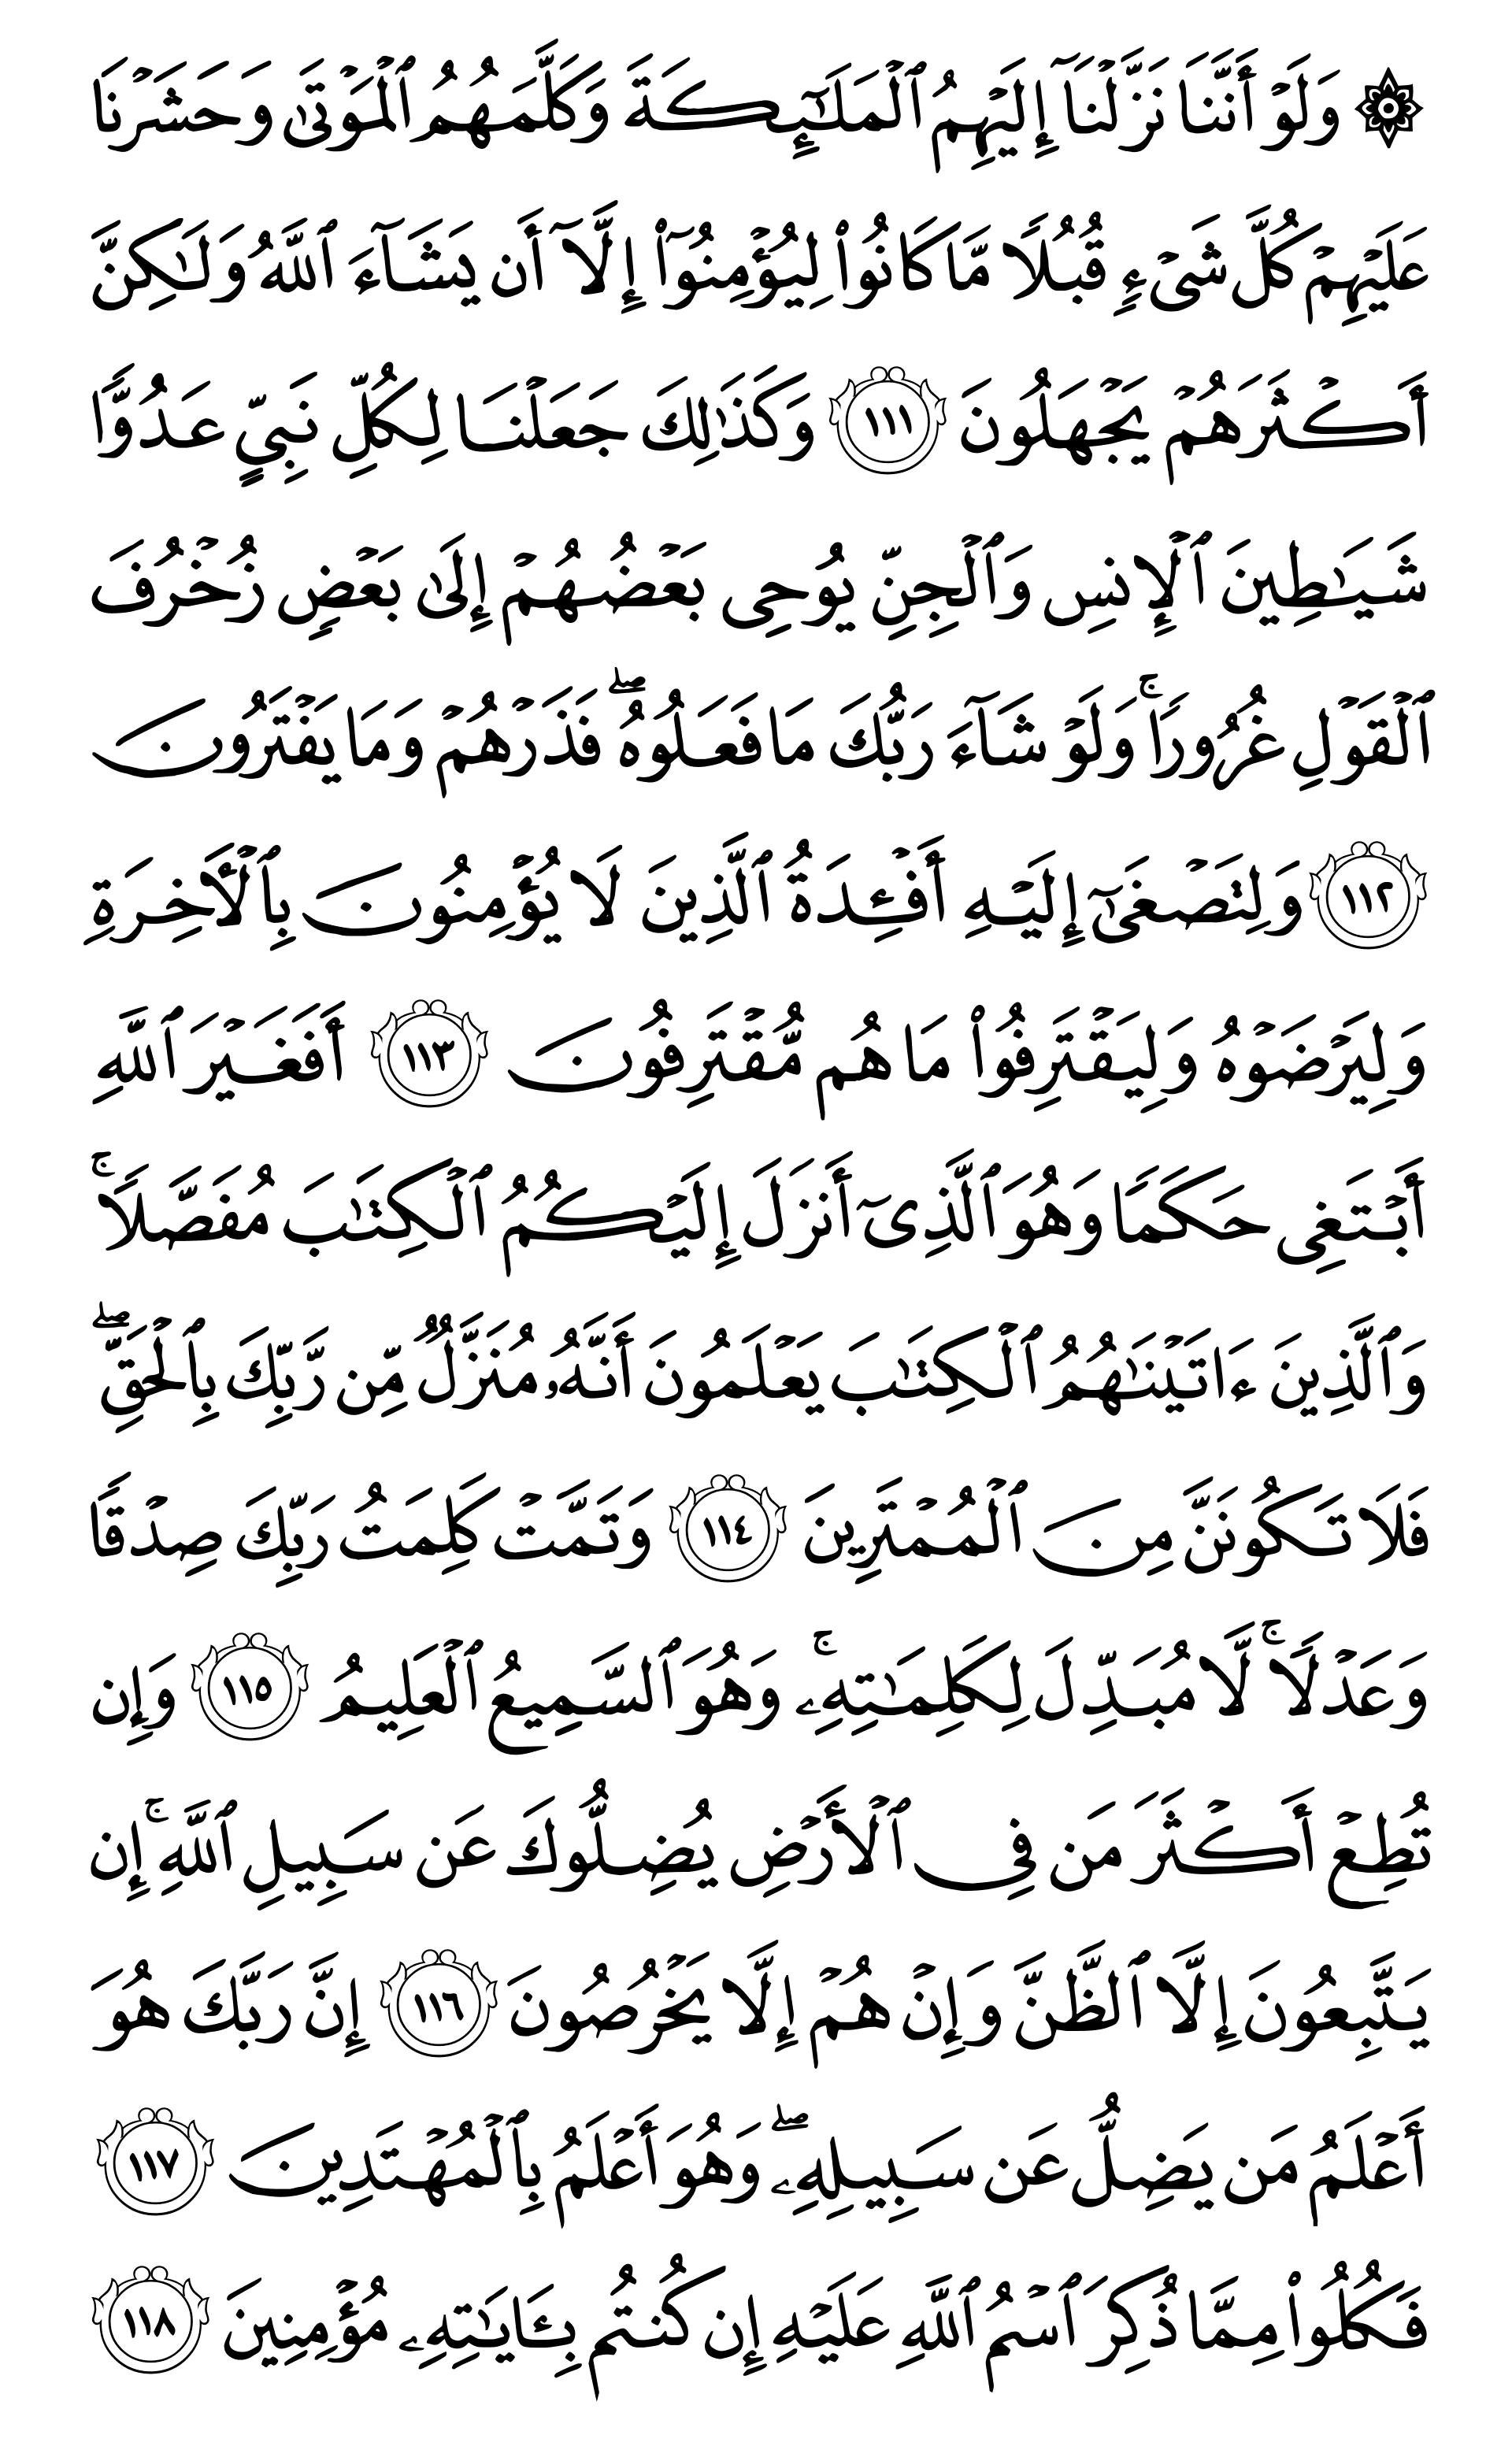 ۞ وَلَوۡ أَنَّنَا نَزَّلۡنَآ إِلَيۡهِمُ ٱلۡمَلَـٰٓئِكَةَ وَكَلَّمَهُمُ ٱلۡمَوۡتَىٰ وَحَشَرۡنَا
عَلَيۡهِمۡ كُلَّ شَىۡءٍ قُبُلًا مَّا كَانُوا۟ لِيُؤۡمِنُوٓا۟ إِلَّآ أَن يَشَآءَ ٱللَّهُ وَلَـٰكِنَّ
أَكۡثَرَهُمۡ يَجۡهَلُونَ ١١١ وَكَذَٰلِكَ جَعَلۡنَا لِكُلِّ نَبِىٍّ عَدُوًّا
شَيَـٰطِينَ ٱلۡإِنسِ وَٱلۡجِنِّ يُوحِى بَعۡضُهُمۡ إِلَىٰ بَعۡضٍ زُخۡرُفَ
ٱلۡقَوۡلِ غُرُورًاۚ وَلَوۡ شَآءَ رَبُّكَ مَا فَعَلُوهُۖ فَذَرۡهُمۡ وَمَا يَفۡتَرُونَ
١١٢ وَلِتَصۡغَىٰٓ إِلَيۡهِ أَفۡـِٔدَةُ ٱلَّذِينَ لَا يُؤۡمِنُونَ بِٱلۡأَخِرَةِ
وَلِيَرۡضَوۡهُ وَلِيَقۡتَرِفُوا۟ مَا هُم مُّقۡتَرِفُونَ ١١٣ أَفَغَيۡرَ ٱللَّهِ
أَبۡتَغِى حَكَمًا وَهُوَ ٱلَّذِىٓ أَنزَلَ إِلَيۡكُمُ ٱلۡكِتَـٰبَ مُفَصَّلًاۚ
وَٱلَّذِينَ ءَاتَيۡنَـٰهُمُ ٱلۡكِتَـٰبَ يَعۡلَمُونَ أَنَّهُۥ مُنَزَّلٌ مِّن رَّبِّكَ بِٱلۡحَقِّۖ
فَلَا تَكُونَنَّ مِنَ ٱلۡمُمۡتَرِينَ ١١٤ وَتَمَّتۡ كَلِمَتُ رَبِّكَ صِدۡقًا
وَعَدۡلًاۚ لَّا مُبَدِّلَ لِكَلِمَـٰتِهِۦۚ وَهُوَ ٱلسَّمِيعُ ٱلۡعَلِيمُ ١١٥ وَإِن
تُطِعۡ أَكۡثَرَ مَن فِى ٱلۡأَرۡضِ يُضِلُّوكَ عَن سَبِيلِ ٱللَّهِۚ إِن
يَتَّبِعُونَ إِلَّا ٱلظَّنَّ وَإِنۡ هُمۡ إِلَّا يَخۡرُصُونَ ١١٦ إِنَّ رَبَّكَ هُوَ
أَعۡلَمُ مَن يَضِلُّ عَن سَبِيلِهِۦۖ وَهُوَ أَعۡلَمُ بِٱلۡمُهۡتَدِينَ ١١٧
فَكُلُوا۟ مِمَّا ذُكِرَ ٱسۡمُ ٱللَّهِ عَلَيۡهِ إِن كُنتُم بِـَٔايَـٰتِهِۦ مُؤۡمِنِينَ ١١٨